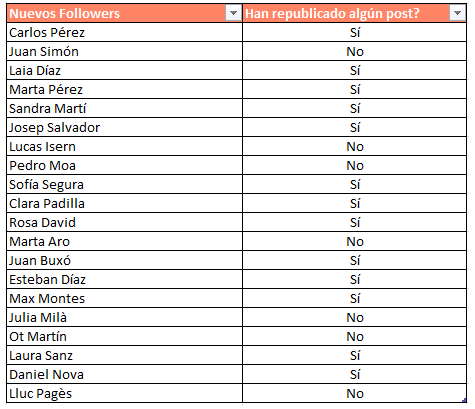 Nuevos Followers Han republicado algún post?
Carlos Pérez Sí
Juan Simón No
Laia Díaz Sí
Marta Pérez Sí
Sandra Martí Sí
Josep Salvador Sí
Lucas Isern No
Pedro Moa No
Sofía Segura Sí
Clara Padilla Sí
Rosa David Sí
Marta Aro No
Juan Buxó Sí
Esteban Díaz Sí
Max Montes Sí
Julia Milà No
Ot Martín No
Laura Sanz Sí
Daniel Nova Sí
Lluc Pagès No